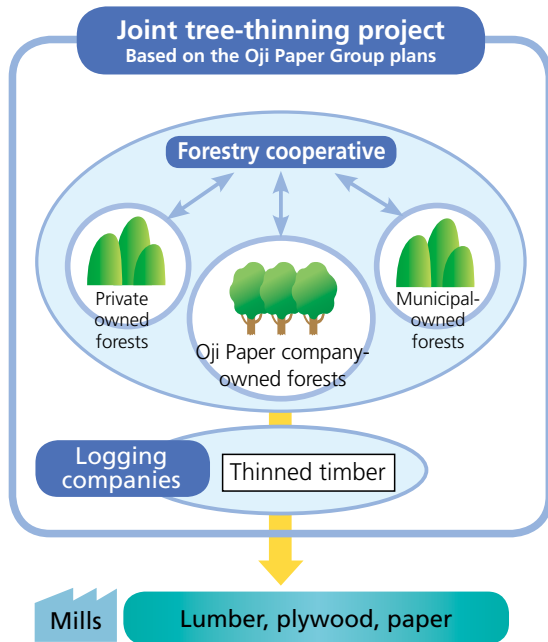 Joint tree-thinning project
Based on the Oji Paper Group plans
Forestry cooperative
Private
owned
forests
Municipal-
owned
forests
Oji Paper company-
owned forests
Logging
companies
Thinned timber
Mills
Lumber, plywood, paper